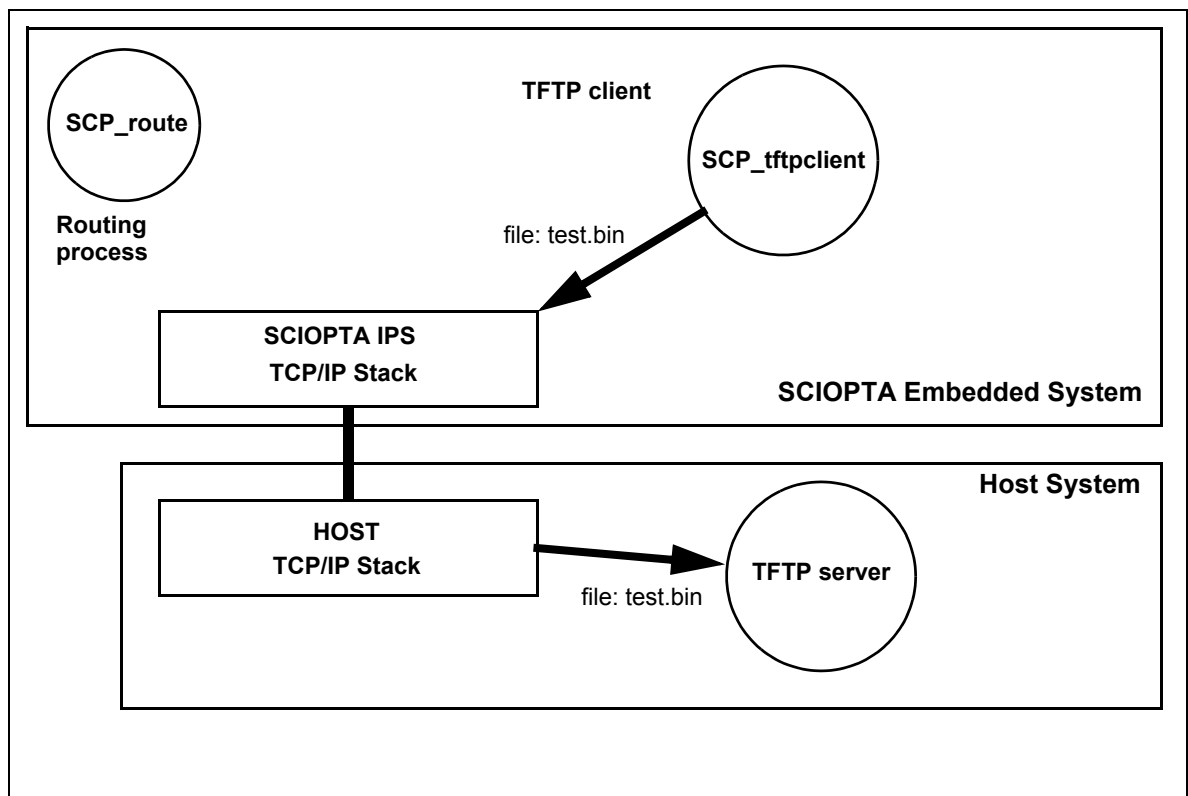 TFTP client
SCP_route
SCP_tftpclient
Routing
process
file: test.bin
SCIOPTA IPS
TCP/IP Stack
SCIOPTA Embedded System
Host System
HOST
TCP/IP Stack
TFTP server
file: test.bin